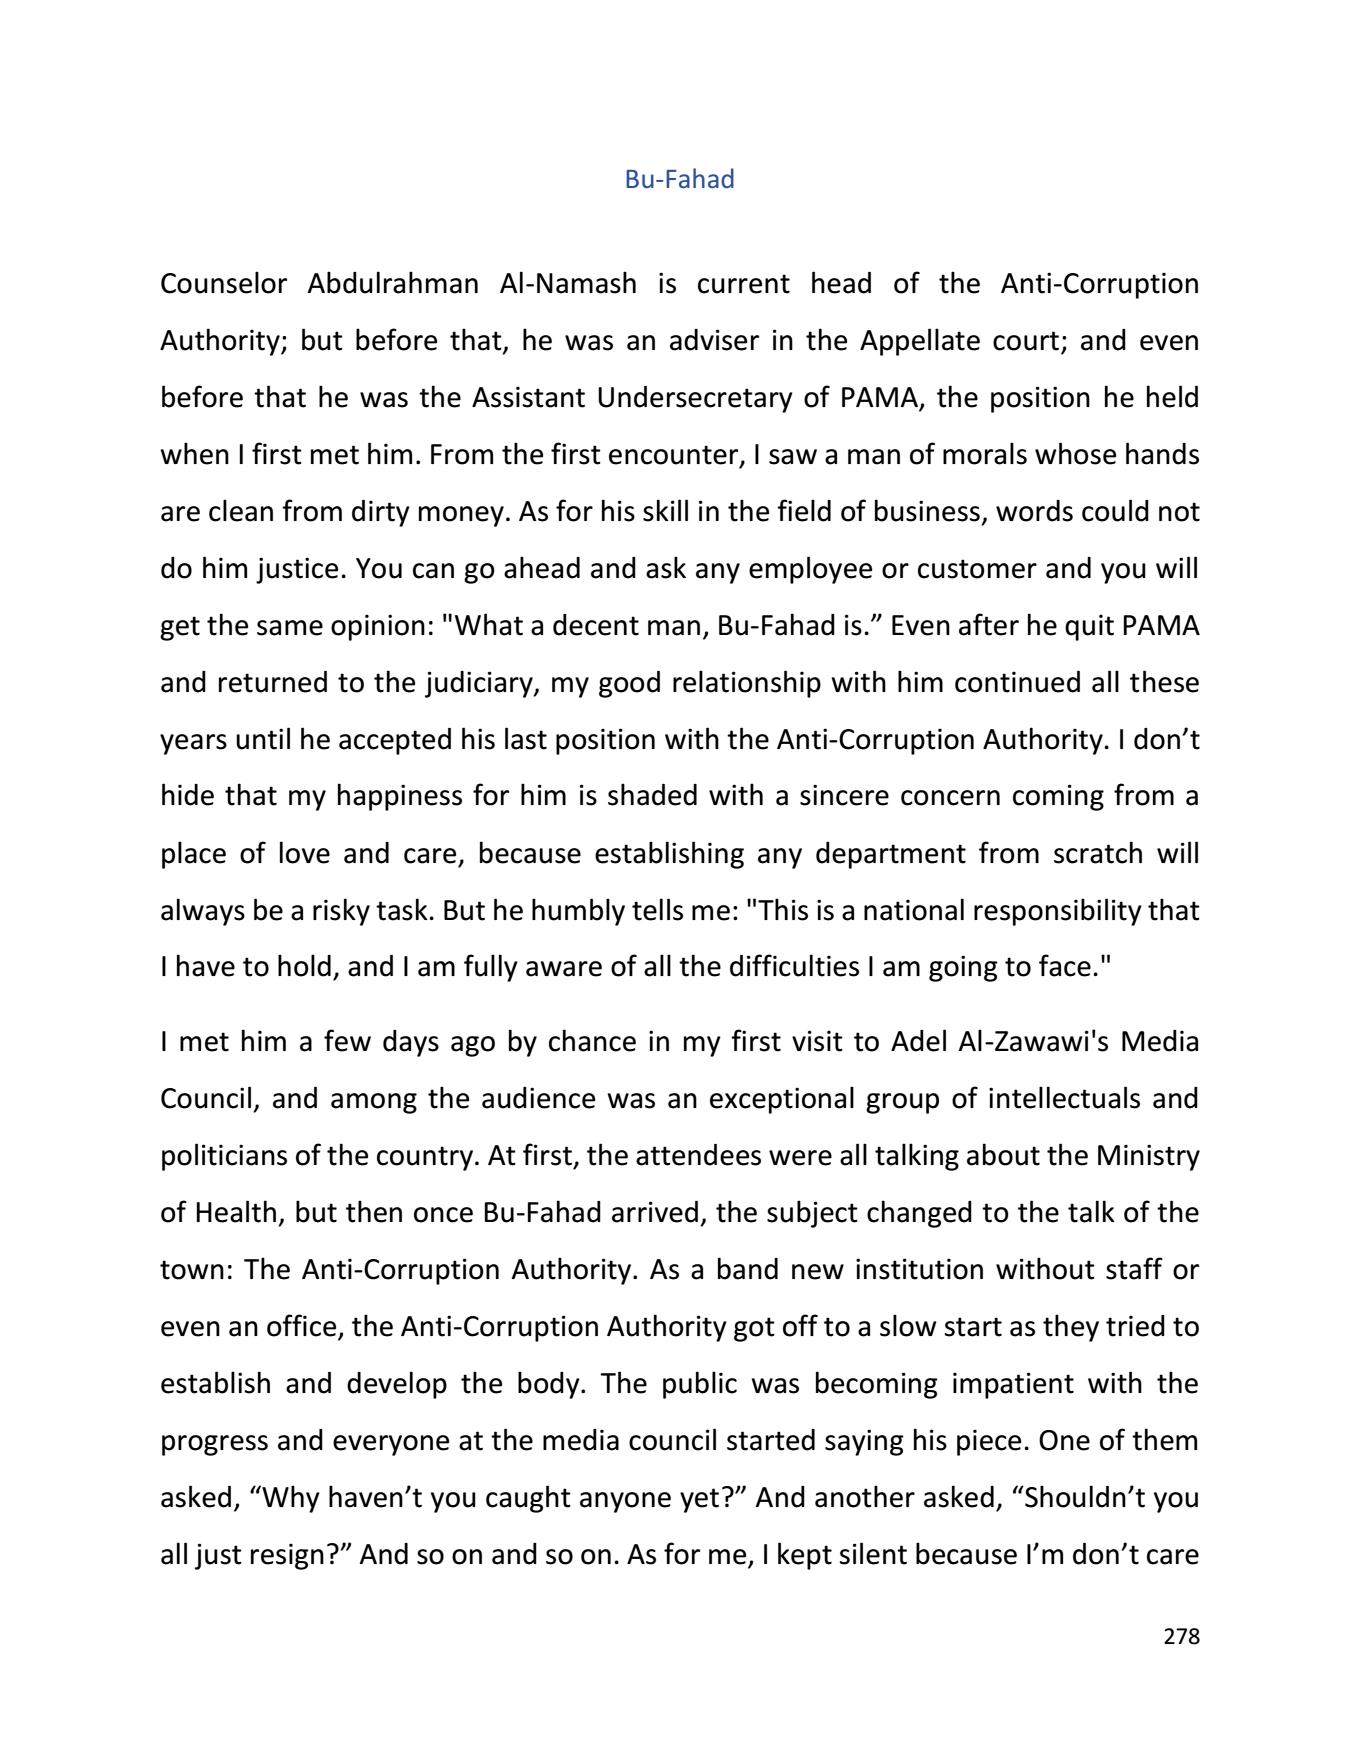 Bu-Fahad
Counselor Abdulrahman Al-Namash is current head of the Anti-Corruption
Authority; but before that, he was an adviser in the Appellate court; and even
before that he was the Assistant Undersecretary of PAMA, the position he held
when I first met him. From the first encounter, I saw a man of morals whose hands
are clean from dirty money. As for his skill in the field of business, words could not
do him justice. You can go ahead and ask any employee or customer and you will
get the same opinion: "What a decent man, Bu-Fahad is.” Even after he quit PAMA
and returned to the judiciary, my good relationship with him continued all these
years until he accepted his last position with the Anti-Corruption Authority. I don’t
hide that my happiness for him is shaded with a sincere concern coming from a
place of love and care, because establishing any department from scratch will
always be a risky task. But he humbly tells me: "This is a national responsibility that
I have to hold, and I am fully aware of all the difficulties I am going to face."
I met him a few days ago by chance in my first visit to Adel Al-Zawawi's Media
Council, and among the audience was an exceptional group of intellectuals and
politicians of the country. At first, the attendees were all talking about the Ministry
of Health, but then once Bu-Fahad arrived, the subject changed to the talk of the
town: The Anti-Corruption Authority. As a band new institution without staff or
even an office, the Anti-Corruption Authority got off to a slow start as they tried to
establish and develop the body. The public was becoming impatient with the
progress and everyone at the media council started saying his piece. One of them
asked, “Why haven’t you caught anyone yet?” And another asked, “Shouldn’t you
all just resign?” And so on and so on. As for me, I kept silent because I’m don’t care
278